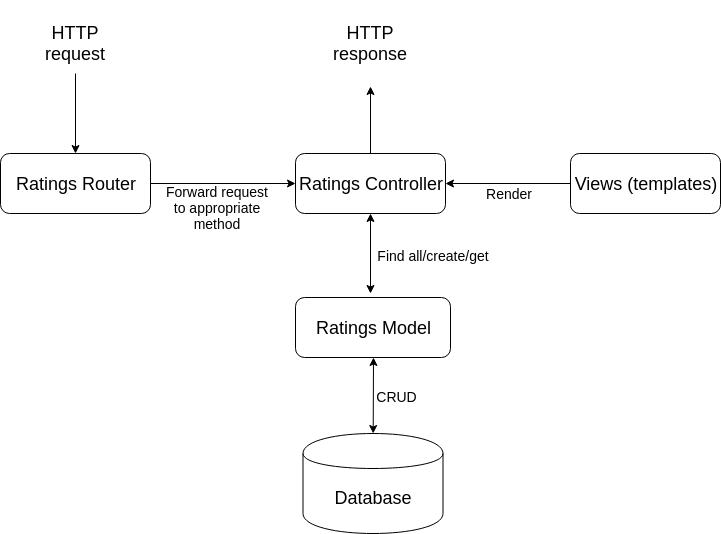 HTTP
request
HTTP
response
Ratings Router
Ratings Controller
Views (templates)
Forward request
to appropriate
method
Render
Find all/create/get
Ratings Model
CRUD
Database